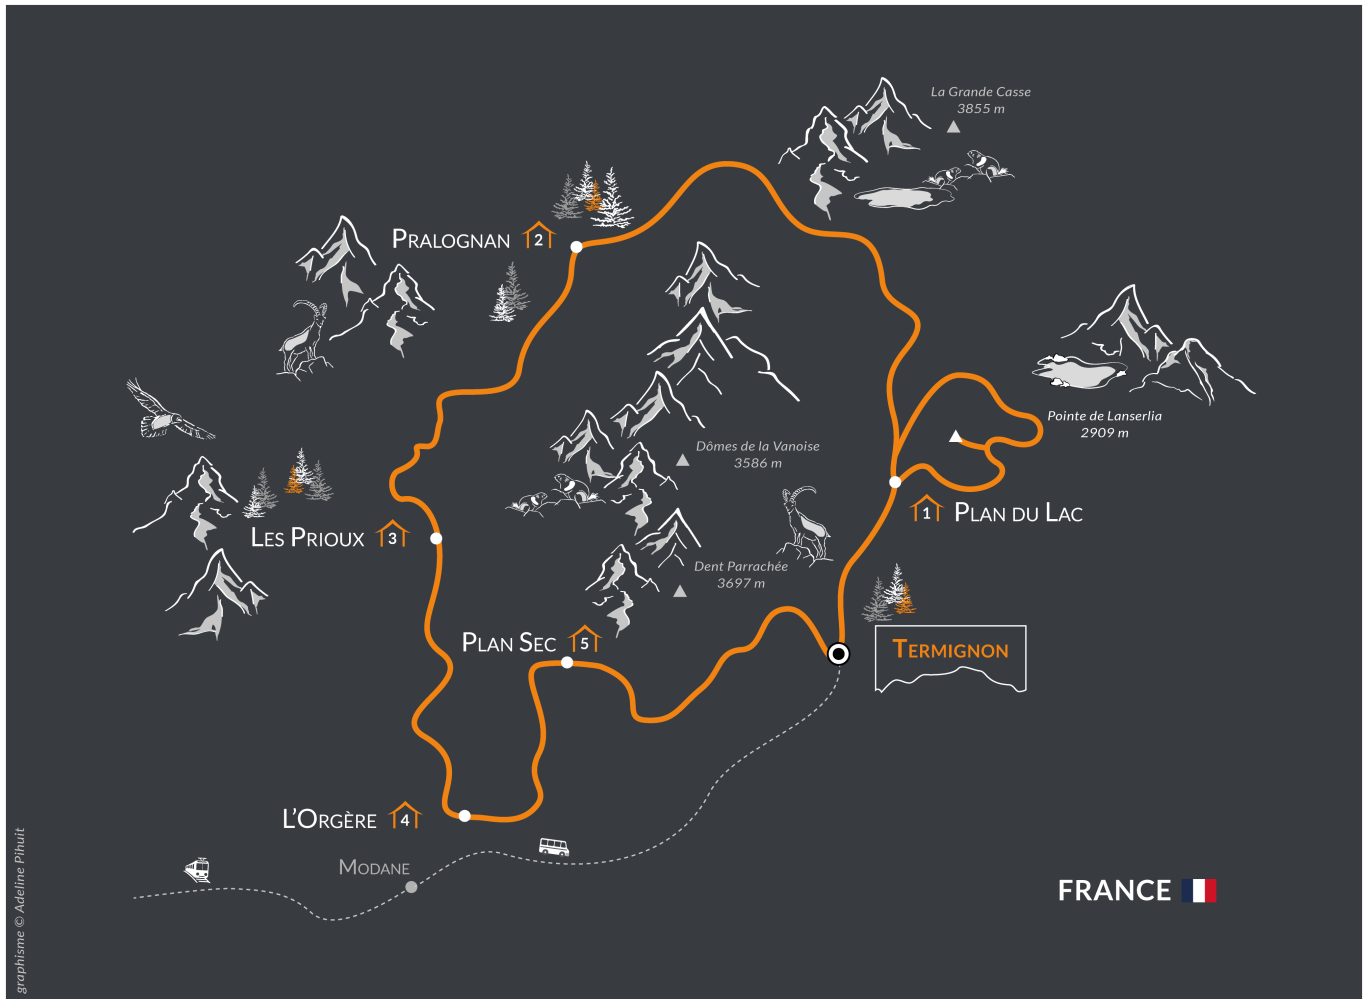 La Grande Casse
3855 m
PRALOGNAN 2
Pointe de Lanserlia
2909 m
Dômes de la Vanoise
3586 m
1 PLAN DU LAC
LES PRIOUX 3
Dent Parrachée
3697 m
PLAN SEC 5
TERMIGNON
L'ORGÈRE 4
MODANE
FRANCE
graphisme © Adeline Pihuit